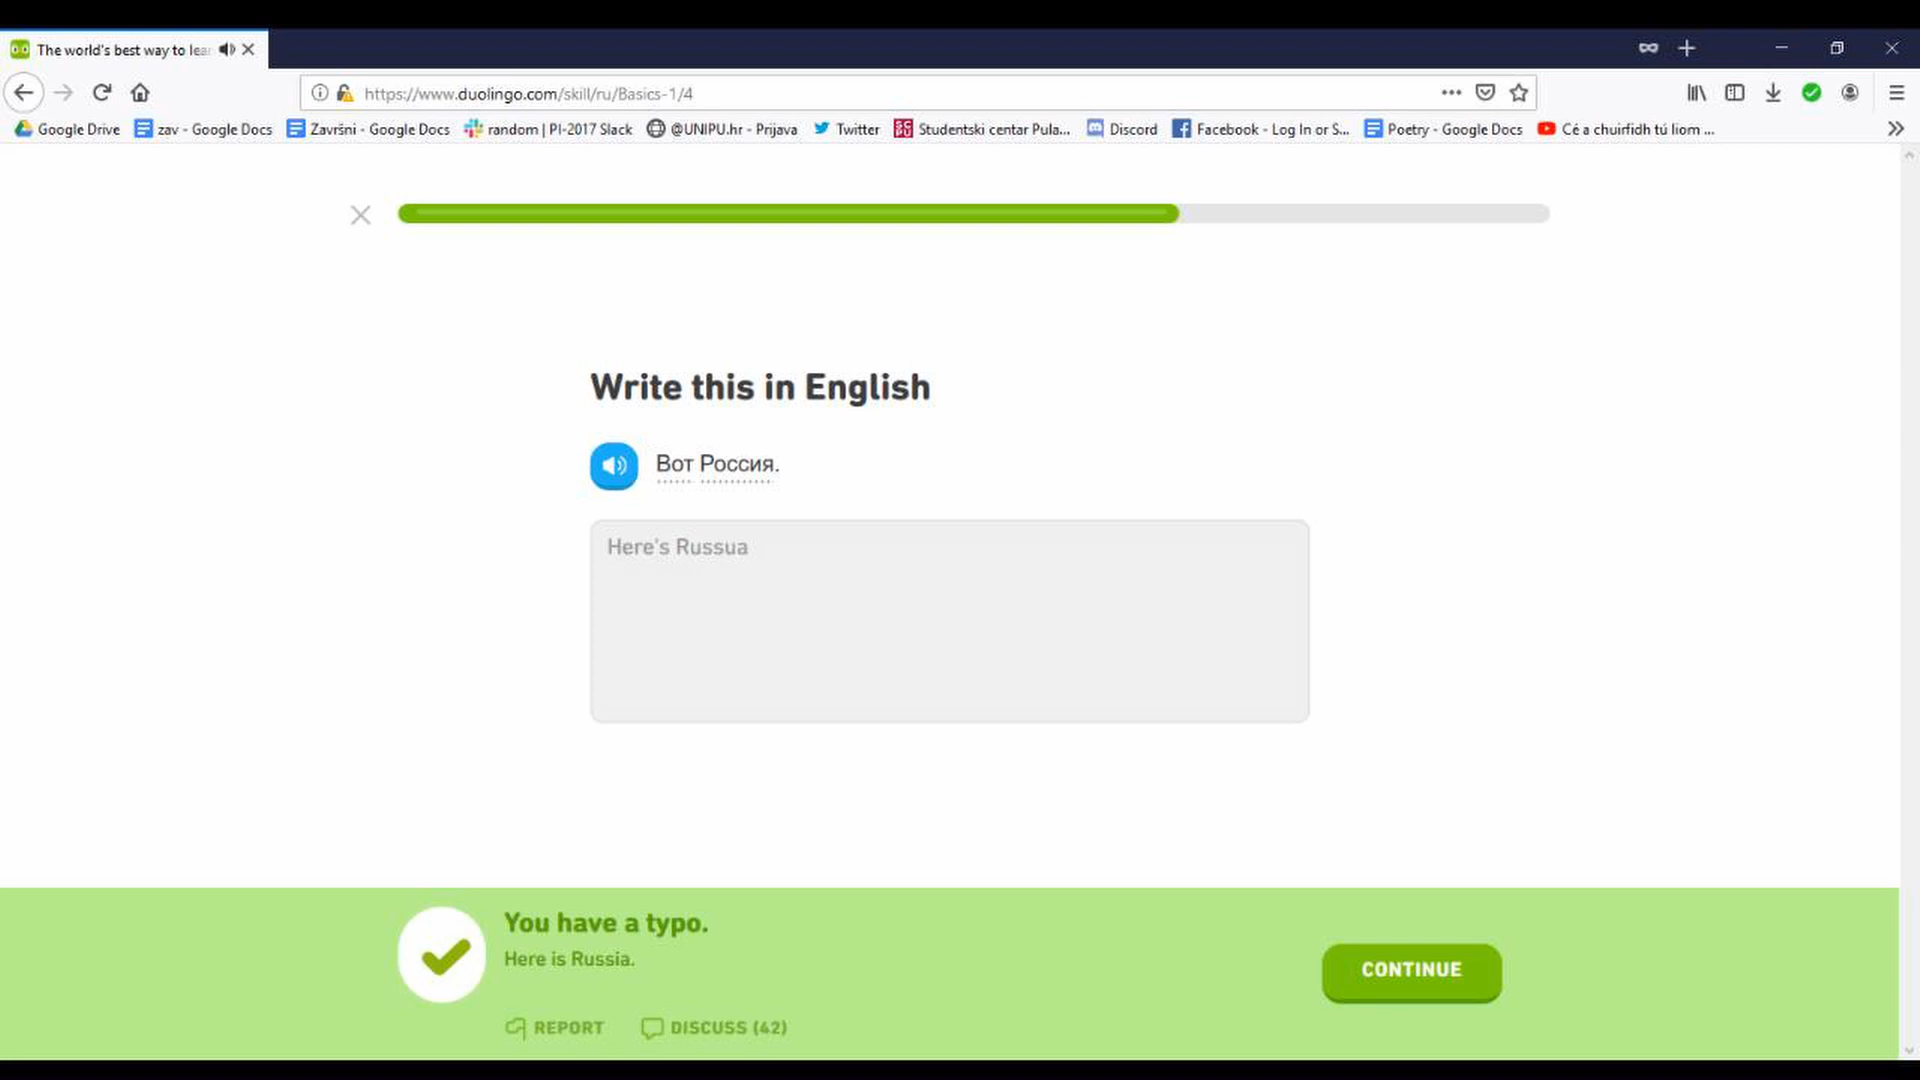 The world's best way to lea
https://www.duolingo.com/skill/ru/Basics-1/4
Google Drive zav - Google Docs Završni - Google Docs random | PI-2017 Slack @UNIPU.hr - Prijava Twitter Studentski centar Pula... Discord Facebook - Log In or S... Poetry - Google Docs Cé a chuirfidh tú liom ...
Write this in English
Вот Россия.
Here's Russua
You have a typo.
Here is Russia.
CONTINUE
REPORT DISCUSS (42)